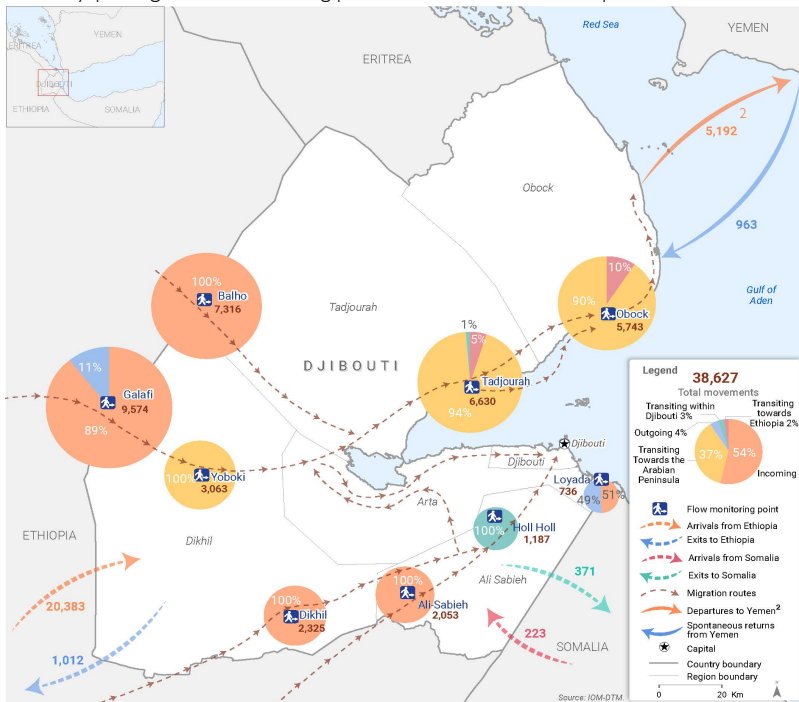 Red Sea
YEMEN
ERITREA
YEMEN
ERITREA
DJIBOUTI
ETHIOPIA
SOMALIA
2
5,192
963
Obock
Gulf of
Aden
10%
90%
Obock
5,743
100%
Balho
7,316
Tadjourah
DJIBOUTI
1%
5%
Tadjourah
6,630
94%
11%
Galafi
9,574
89%
100%
Yoboki
3,063
Djibouti
Djibouti
Loyada
736
49%
51%
Arta
Holl Holl
100%
1,187
ETHIOPIA
Dikhil
Ali Sabieh
371
20,383
1,012
100%
Dikhil
2,325
100%
Ali-Sabieh
2,053
223
SOMALIA
Source: IOM-DTM.
Legend
38,627
Total movements
Transiting within
Djibouti 3%
Transiting
towards
Ethiopia 2%
Outgoing 4%
Transiting
Towards the
Arabian
Peninsula
37%
54%
Incoming
Flow monitoring point
Arrivals from Ethiopia
Exits to Ethiopia
Arrivals from Somalia
Exits to Somalia
Migration routes
Departures to Yemen2
Spontaneous returns
from Yemen
Capital
Country boundary
Region boundary
0 20 Km